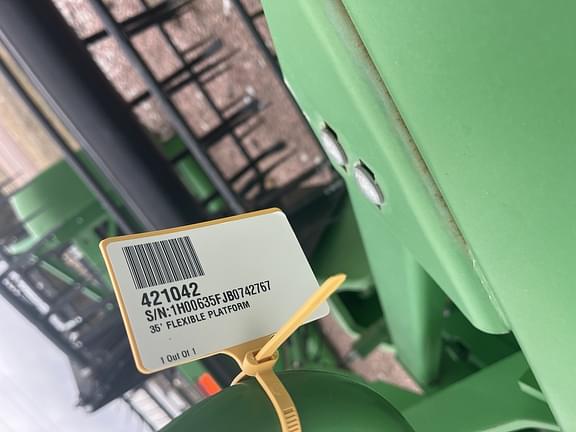 421042
S/N:1H00635FJB0742767
35' FLEXIBLE PLATFORM
1 Out Of 1